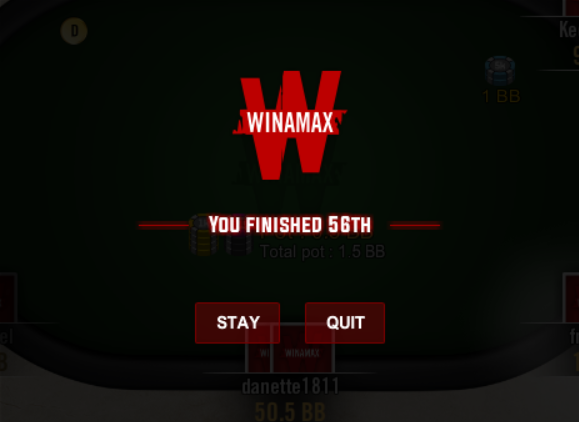 D
Ke
1 BB
WINAMAX
YOU FINISHED 56TH
Total pot : 1.5 BB
STAY
QUIT
WINAMAX
danette1811
50.5 BB